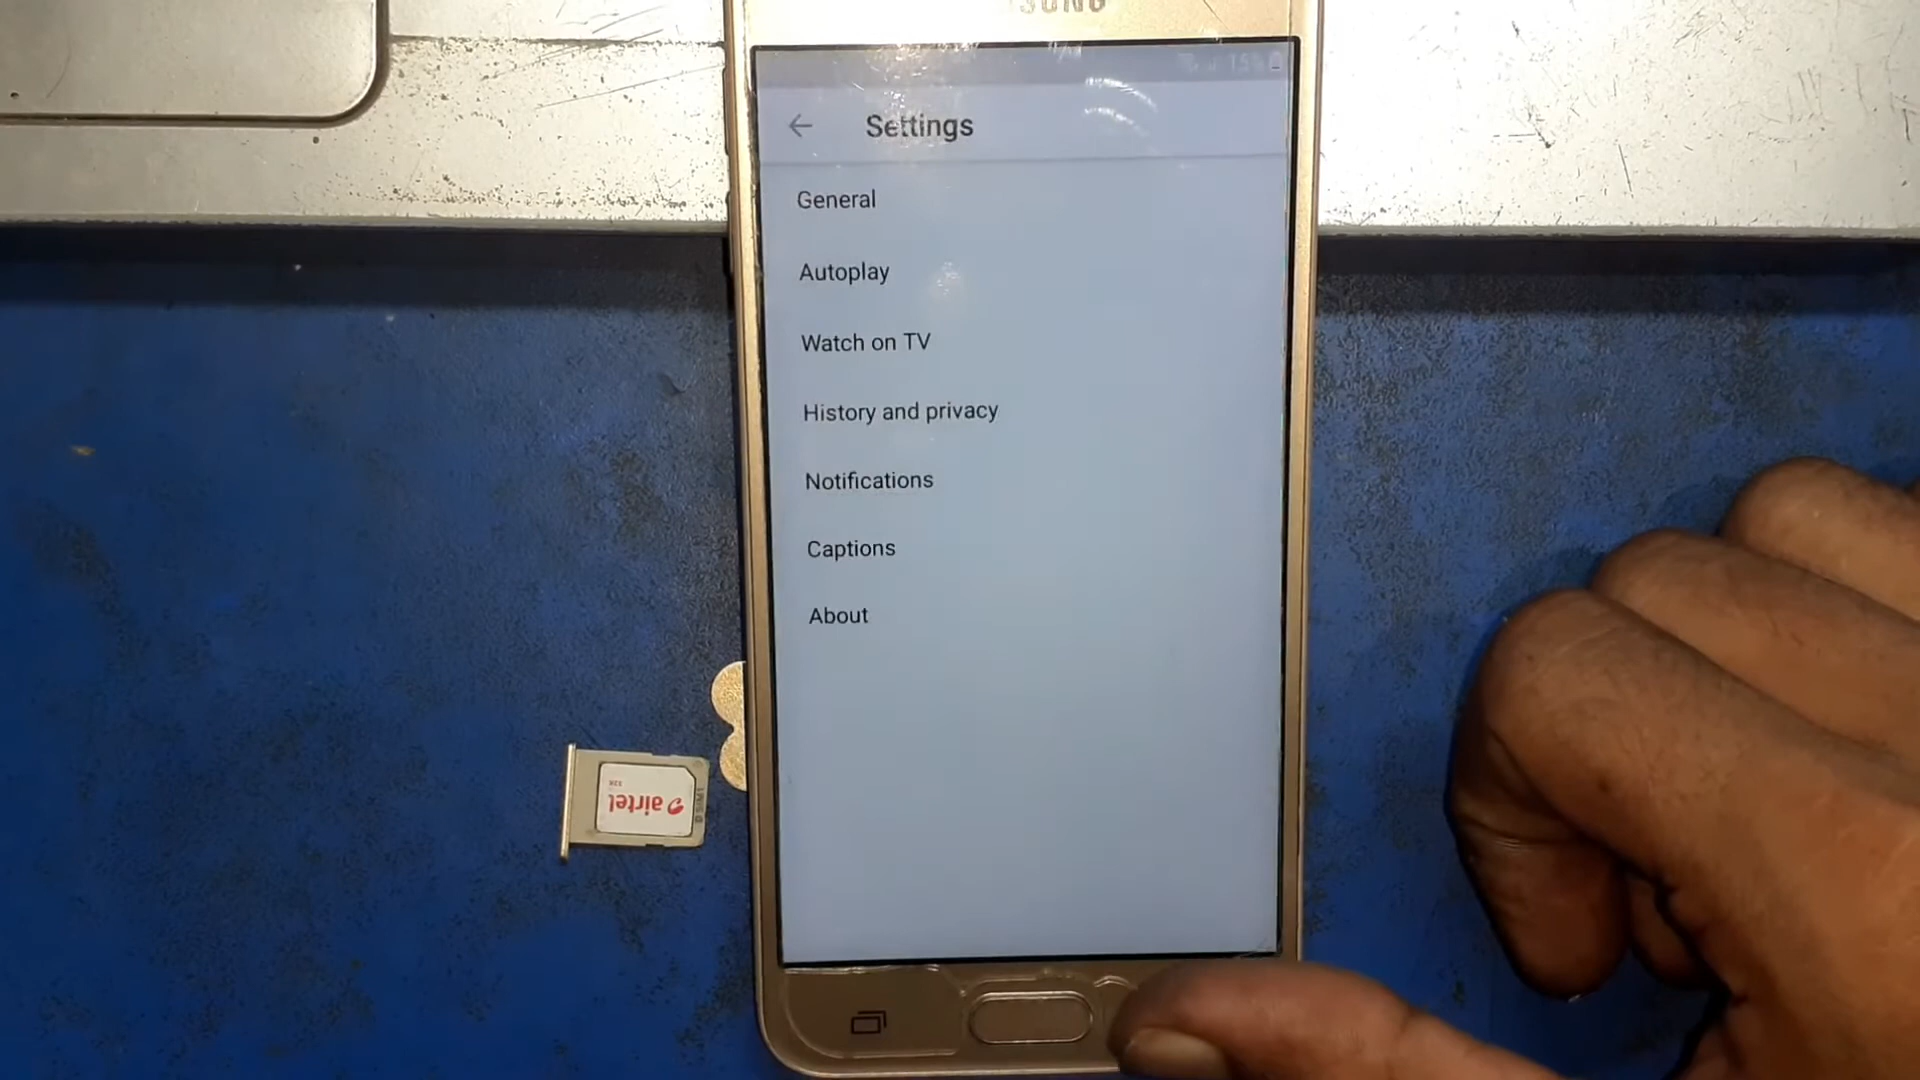 Settings
General
Autoplay
Watch on TV
History and privacy
Notifications
Captions
About
airtel